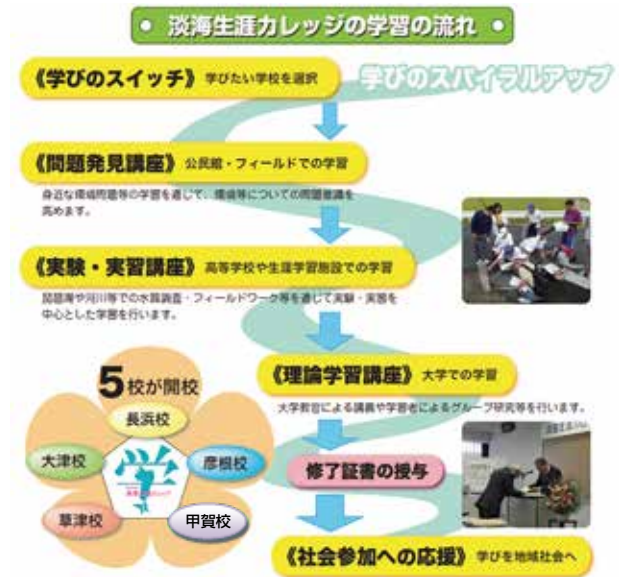 淡海生涯カレッジの学習の流れ
《学びのスイッチ》 学びたい学校を選択
学びのスパイラルアップ
《問題発見講座》 公民館・フィールドでの学習
身近な環境問題等の学習を通じて、環境等についての問題意識を
高めます。
《実験・実習講座》 高等学校や生涯学習施設での学習
琵琶湖や河川等での水質調査・フィールドワーク等を通じて実験・実習を
中心とした学習を行います。
《理論学習講座》 大学での学習
大学教官による講義や学習者によるグループ研究等を行います。
5校が開校
長浜校
大津校
彦根校
草津校
甲賀校
学
修了証書の授与
《社会参加への応援》 学びを地域社会へ